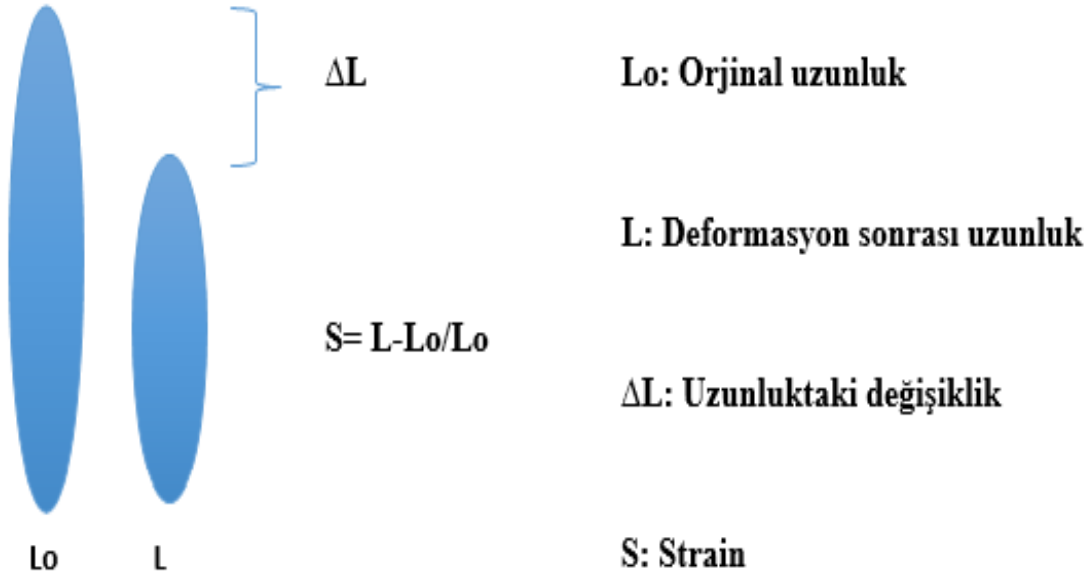 ΔL
Lo: Orjinal uzunluk
L: Deformasyon sonrası uzunluk
S= L-Lo/Lo
ΔL: Uzunluktaki değişiklik
Lo
L
S: Strain